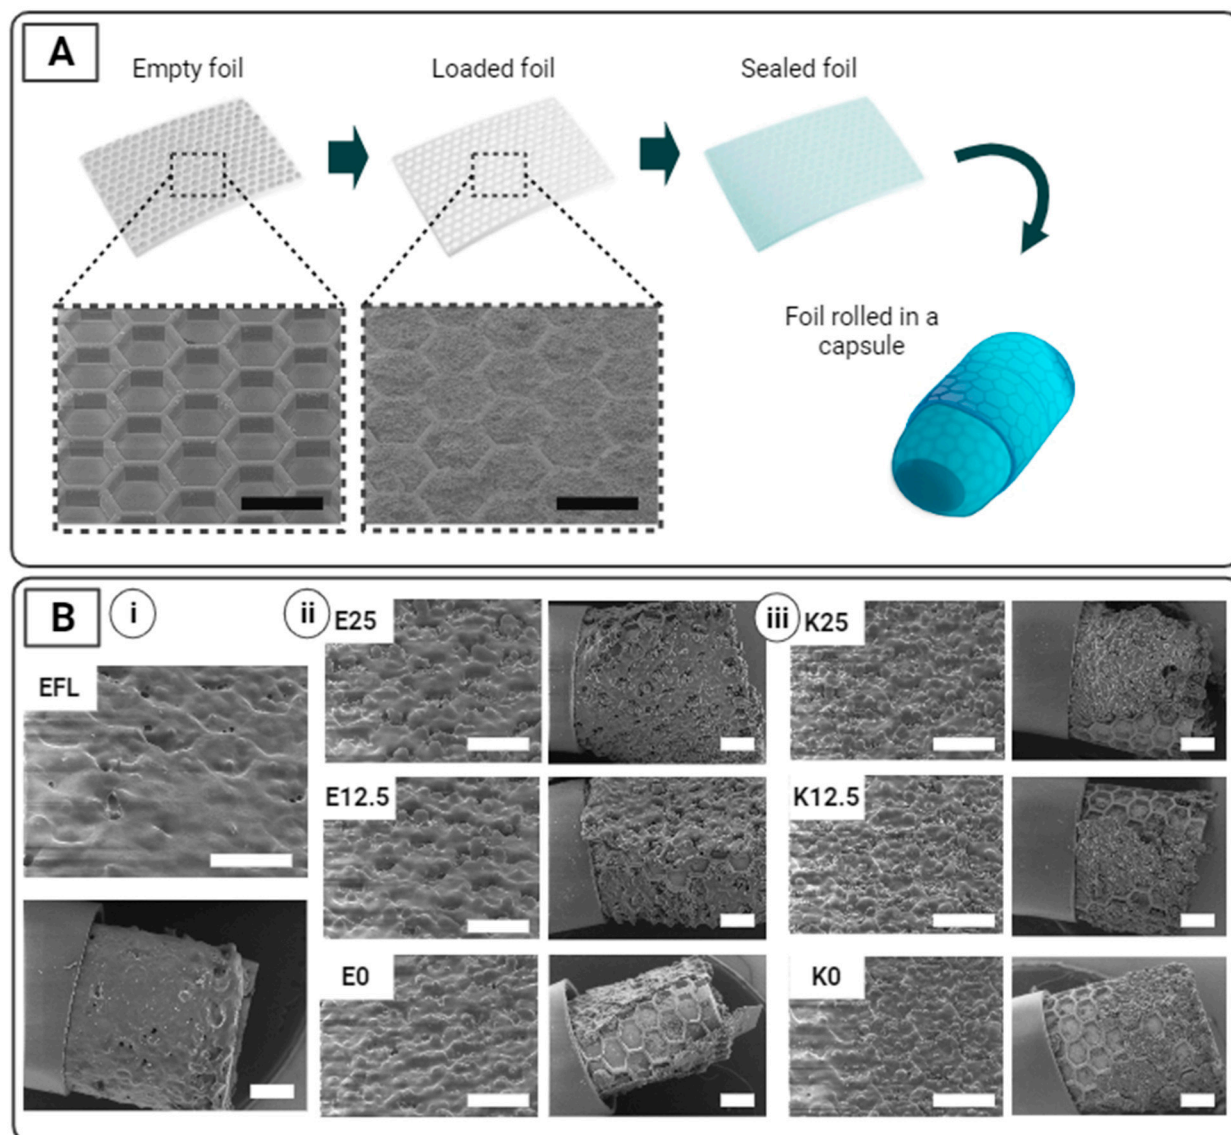 A
Empty foil
Loaded foil
Sealed foil
Foil rolled in a
capsule
B
i
ii
iii
EFL
E25
E12.5
E0
K25
K12.5
K0